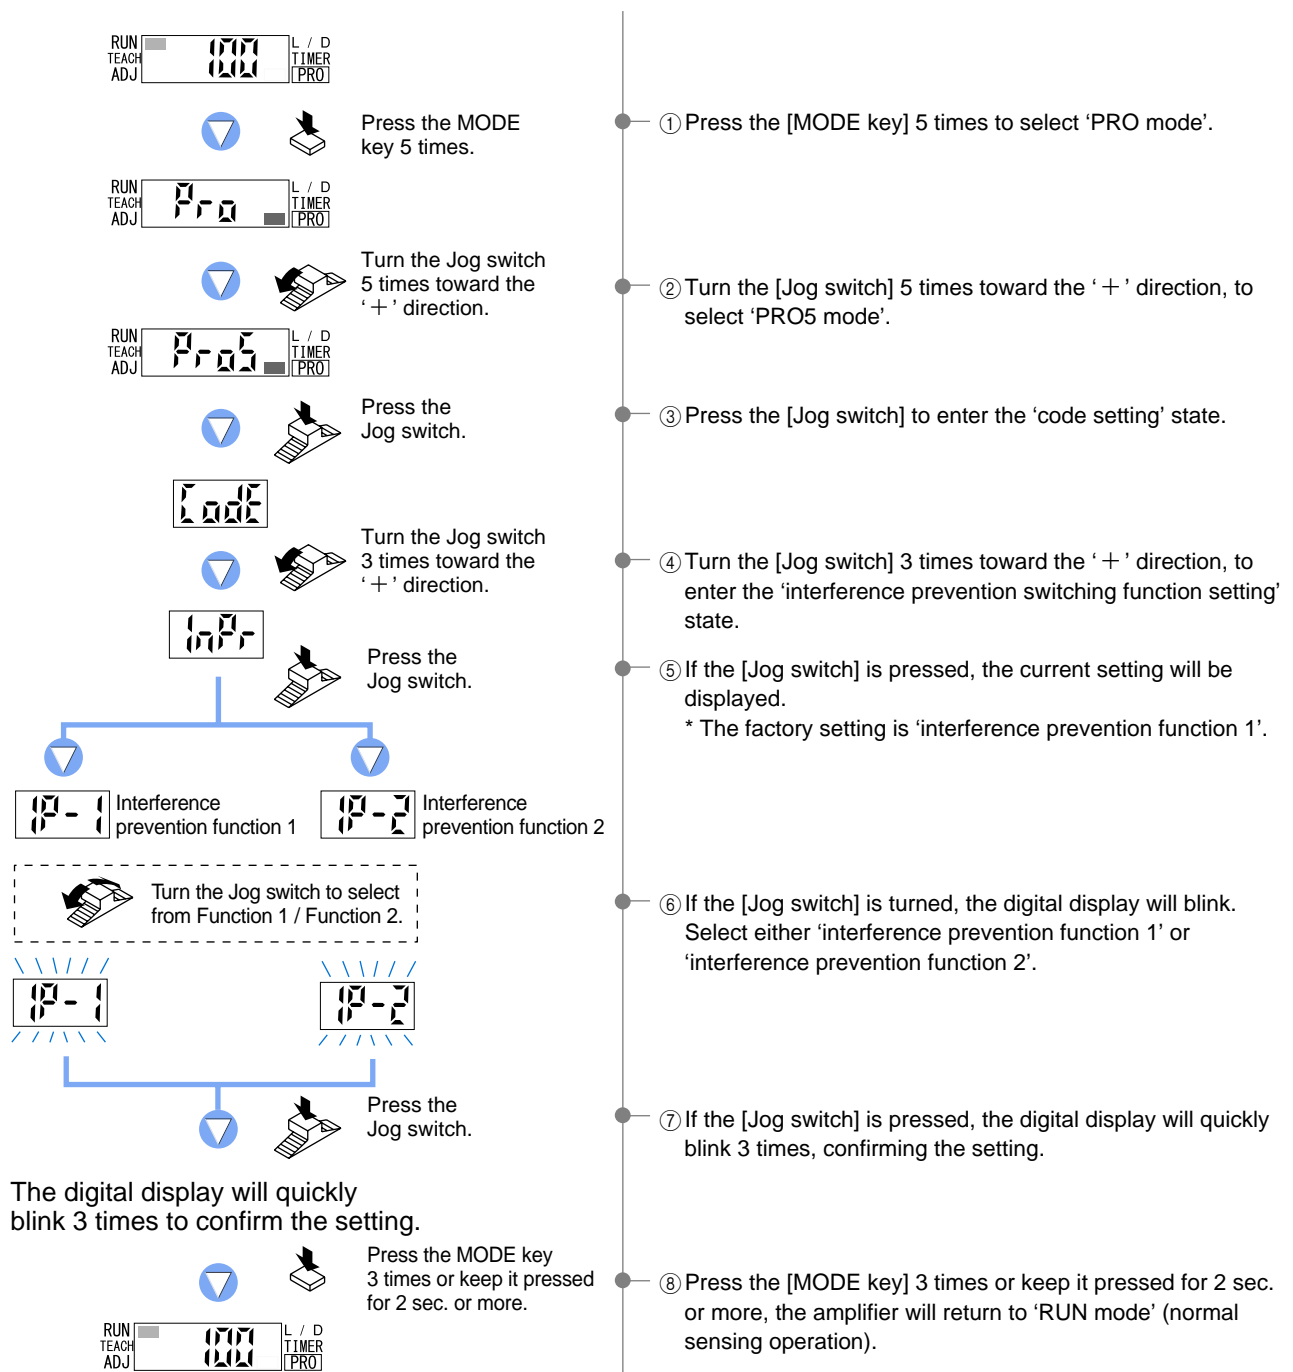 RUN
TEACH
ADJ
100
L / D
TIMER
PRO
Press the MODE
key 5 times.
① Press the [MODE key] 5 times to select ‘PRO mode’.
RUN
TEACH
ADJ
Pro
L / D
TIMER
PRO
Turn the Jog switch
5 times toward the
‘＋’ direction.
② Turn the [Jog switch] 5 times toward the ‘＋’ direction, to
select ‘PRO5 mode’.
RUN
TEACH
ADJ
Pro5
L / D
TIMER
PRO
Press the
Jog switch.
③ Press the [Jog switch] to enter the ‘code setting’ state.
CodE
Turn the Jog switch
3 times toward the
‘＋’ direction.
④ Turn the [Jog switch] 3 times toward the ‘＋’ direction, to
enter the ‘interference prevention switching function setting’
state.
InPr
Press the
Jog switch.
⑤ If the [Jog switch] is pressed, the current setting will be
displayed.
* The factory setting is ‘interference prevention function 1’.
IP-1
Interference
prevention function 1
IP-2
Interference
prevention function 2
Turn the Jog switch to select
from Function 1 / Function 2.
⑥ If the [Jog switch] is turned, the digital display will blink.
Select either ‘interference prevention function 1’ or
‘interference prevention function 2’.
IP-1
IP-2
Press the
Jog switch.
⑦ If the [Jog switch] is pressed, the digital display will quickly
blink 3 times, confirming the setting.
The digital display will quickly
blink 3 times to confirm the setting.
Press the MODE key
3 times or keep it pressed
for 2 sec. or more.
⑧ Press the [MODE key] 3 times or keep it pressed for 2 sec.
or more, the amplifier will return to ‘RUN mode’ (normal
sensing operation).
RUN
TEACH
ADJ
100
L / D
TIMER
PRO